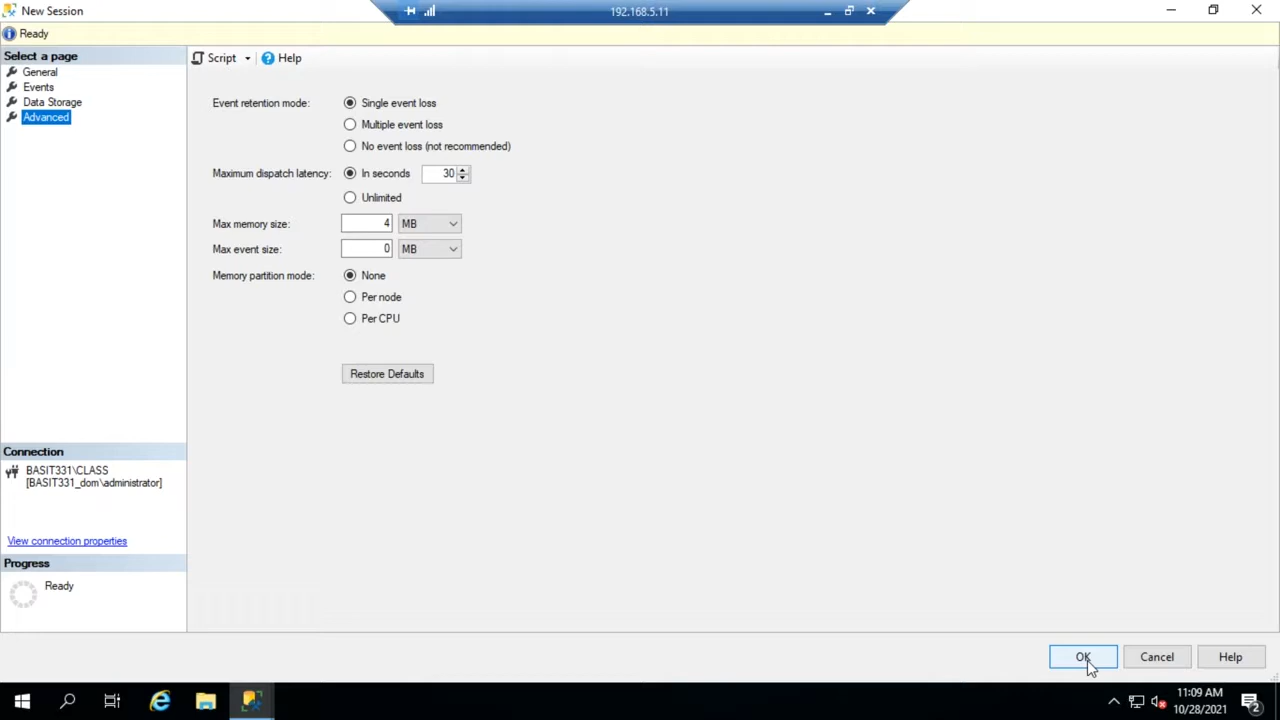 New Session
192.168.5.11
Ready
Select a page
General
Events
Data Storage
Advanced
Script
Help
Event retention mode:
Single event loss
Multiple event loss
No event loss (not recommended)
Maximum dispatch latency:
In seconds
30
Unlimited
Max memory size:
4
MB
Max event size:
0
MB
Memory partition mode:
None
Per node
Per CPU
Restore Defaults
Connection
BASIT331\CLASS
[BASIT331_dom\administrator]
View connection properties
Progress
Ready
OK
Cancel
Help
11:09 AM
10/28/2021
2